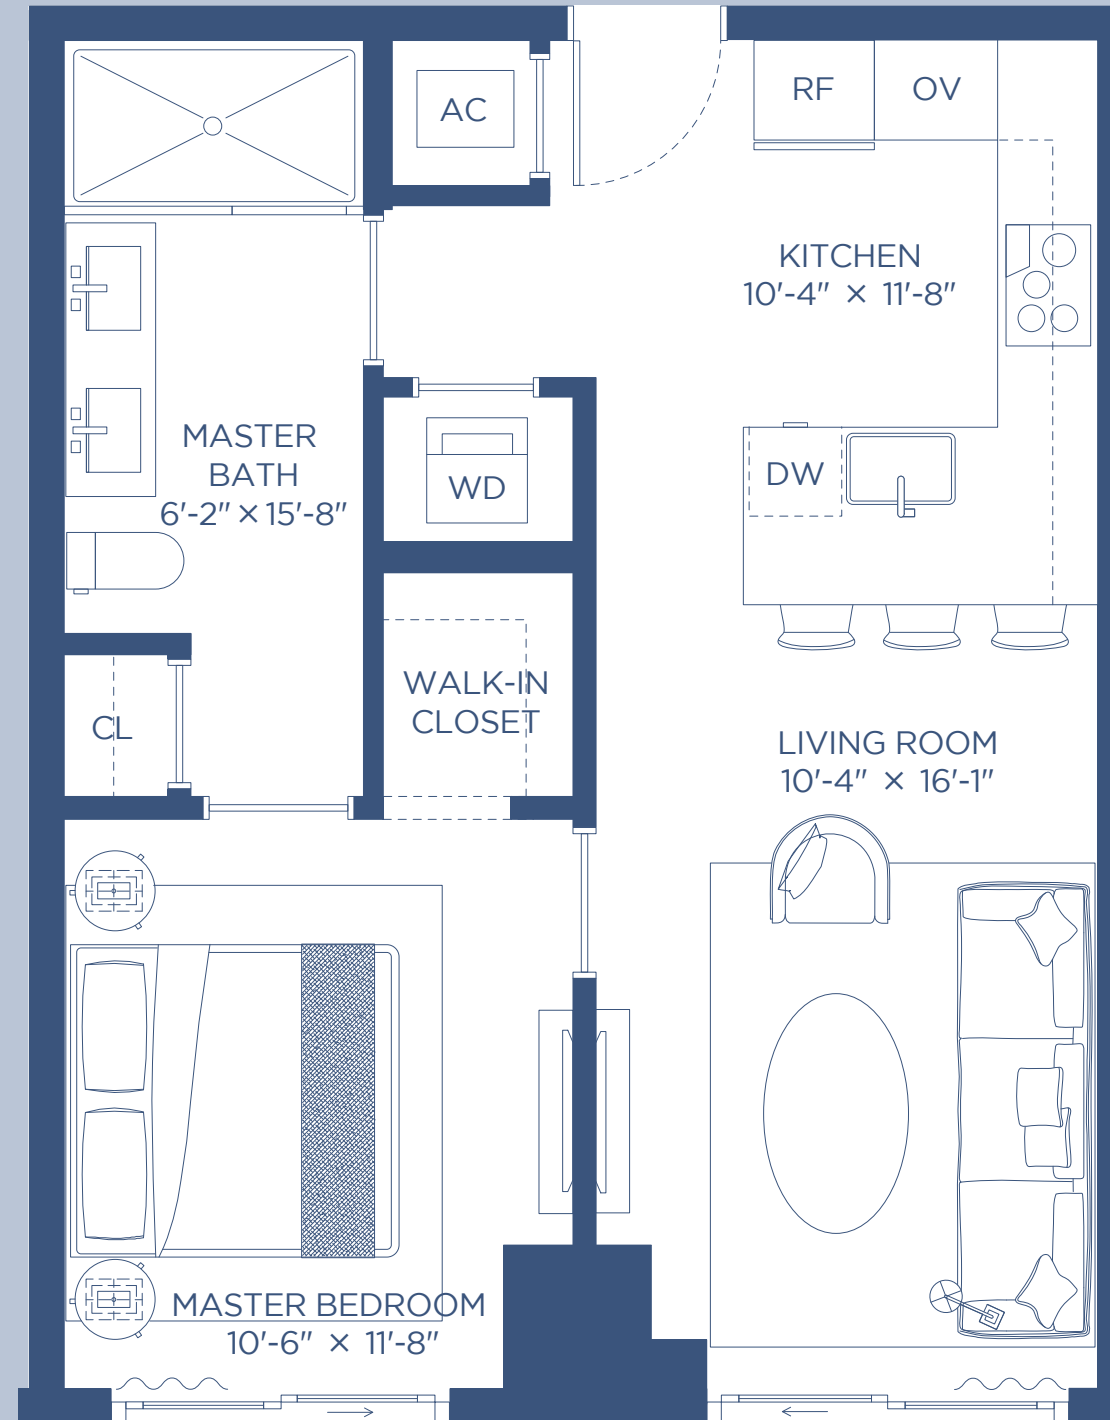 AC
RF
OV
KITCHEN
10'-4" × 11'-8"
MASTER
BATH
6'-2" × 15'-8"
WD
DW
WALK-IN
CLOSET
CL
LIVING ROOM
10'-4" × 16'-1"
MASTER BEDROOM
10'-6" × 11'-8"